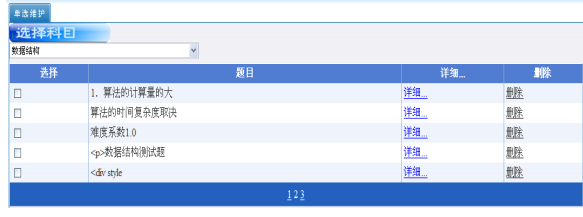 单选维护
选择科目
数据结构
选择 题目 详细... 删除
1．算法的计算量的大 详细... 删除
算法的时间复杂度取决 详细... 删除
难度系数1.0 详细... 删除
<p>数据结构测试题 详细... 删除
<div style 详细... 删除
1 2 3